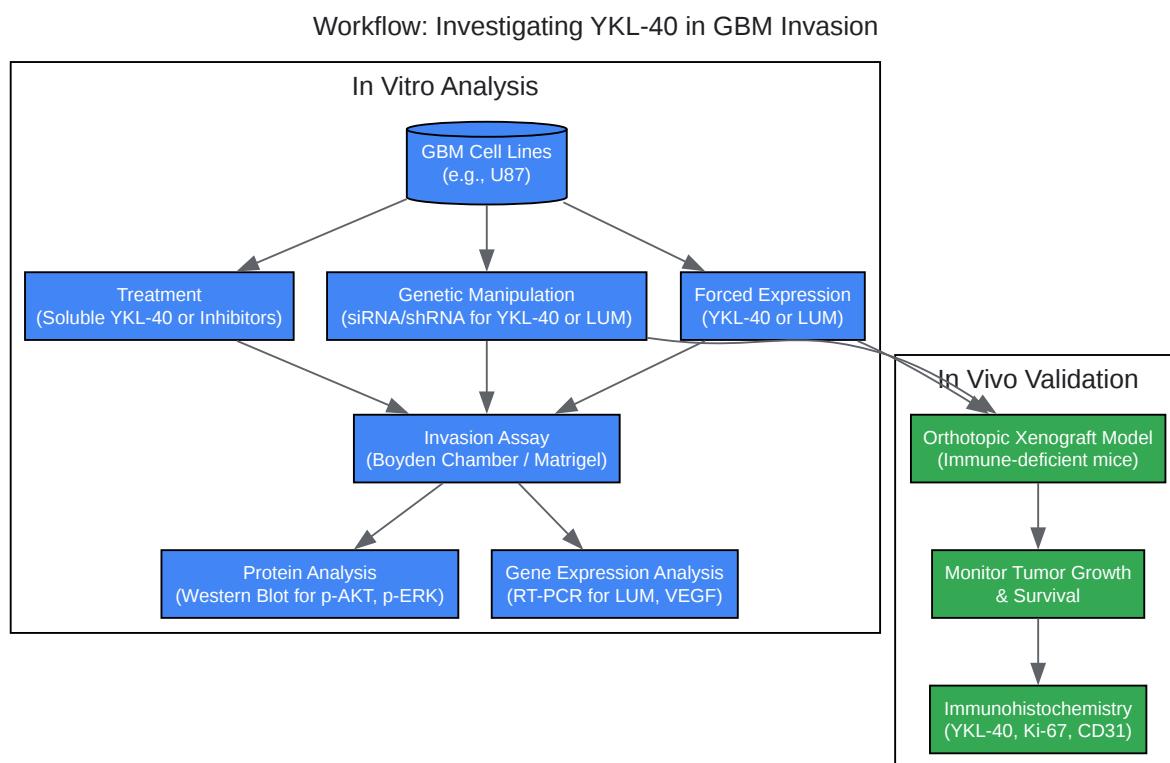 Workflow: Investigating YKL-40 in GBM Invasion
In Vitro Analysis
GBM Cell Lines
(e.g., U87)
Treatment
(Soluble YKL-40 or Inhibitors)
Genetic Manipulation
(siRNA/shRNA for YKL-40 or LUM)
Forced Expression
(YKL-40 or LUM)
Invasion Assay
(Boyden Chamber / Matrigel)
Protein Analysis
(Western Blot for p-AKT, p-ERK)
Gene Expression Analysis
(RT-PCR for LUM, VEGF)
In Vivo Validation
Orthotopic Xenograft Model
(Immune-deficient mice)
Monitor Tumor Growth
& Survival
Immunohistochemistry
(YKL-40, Ki-67, CD31)